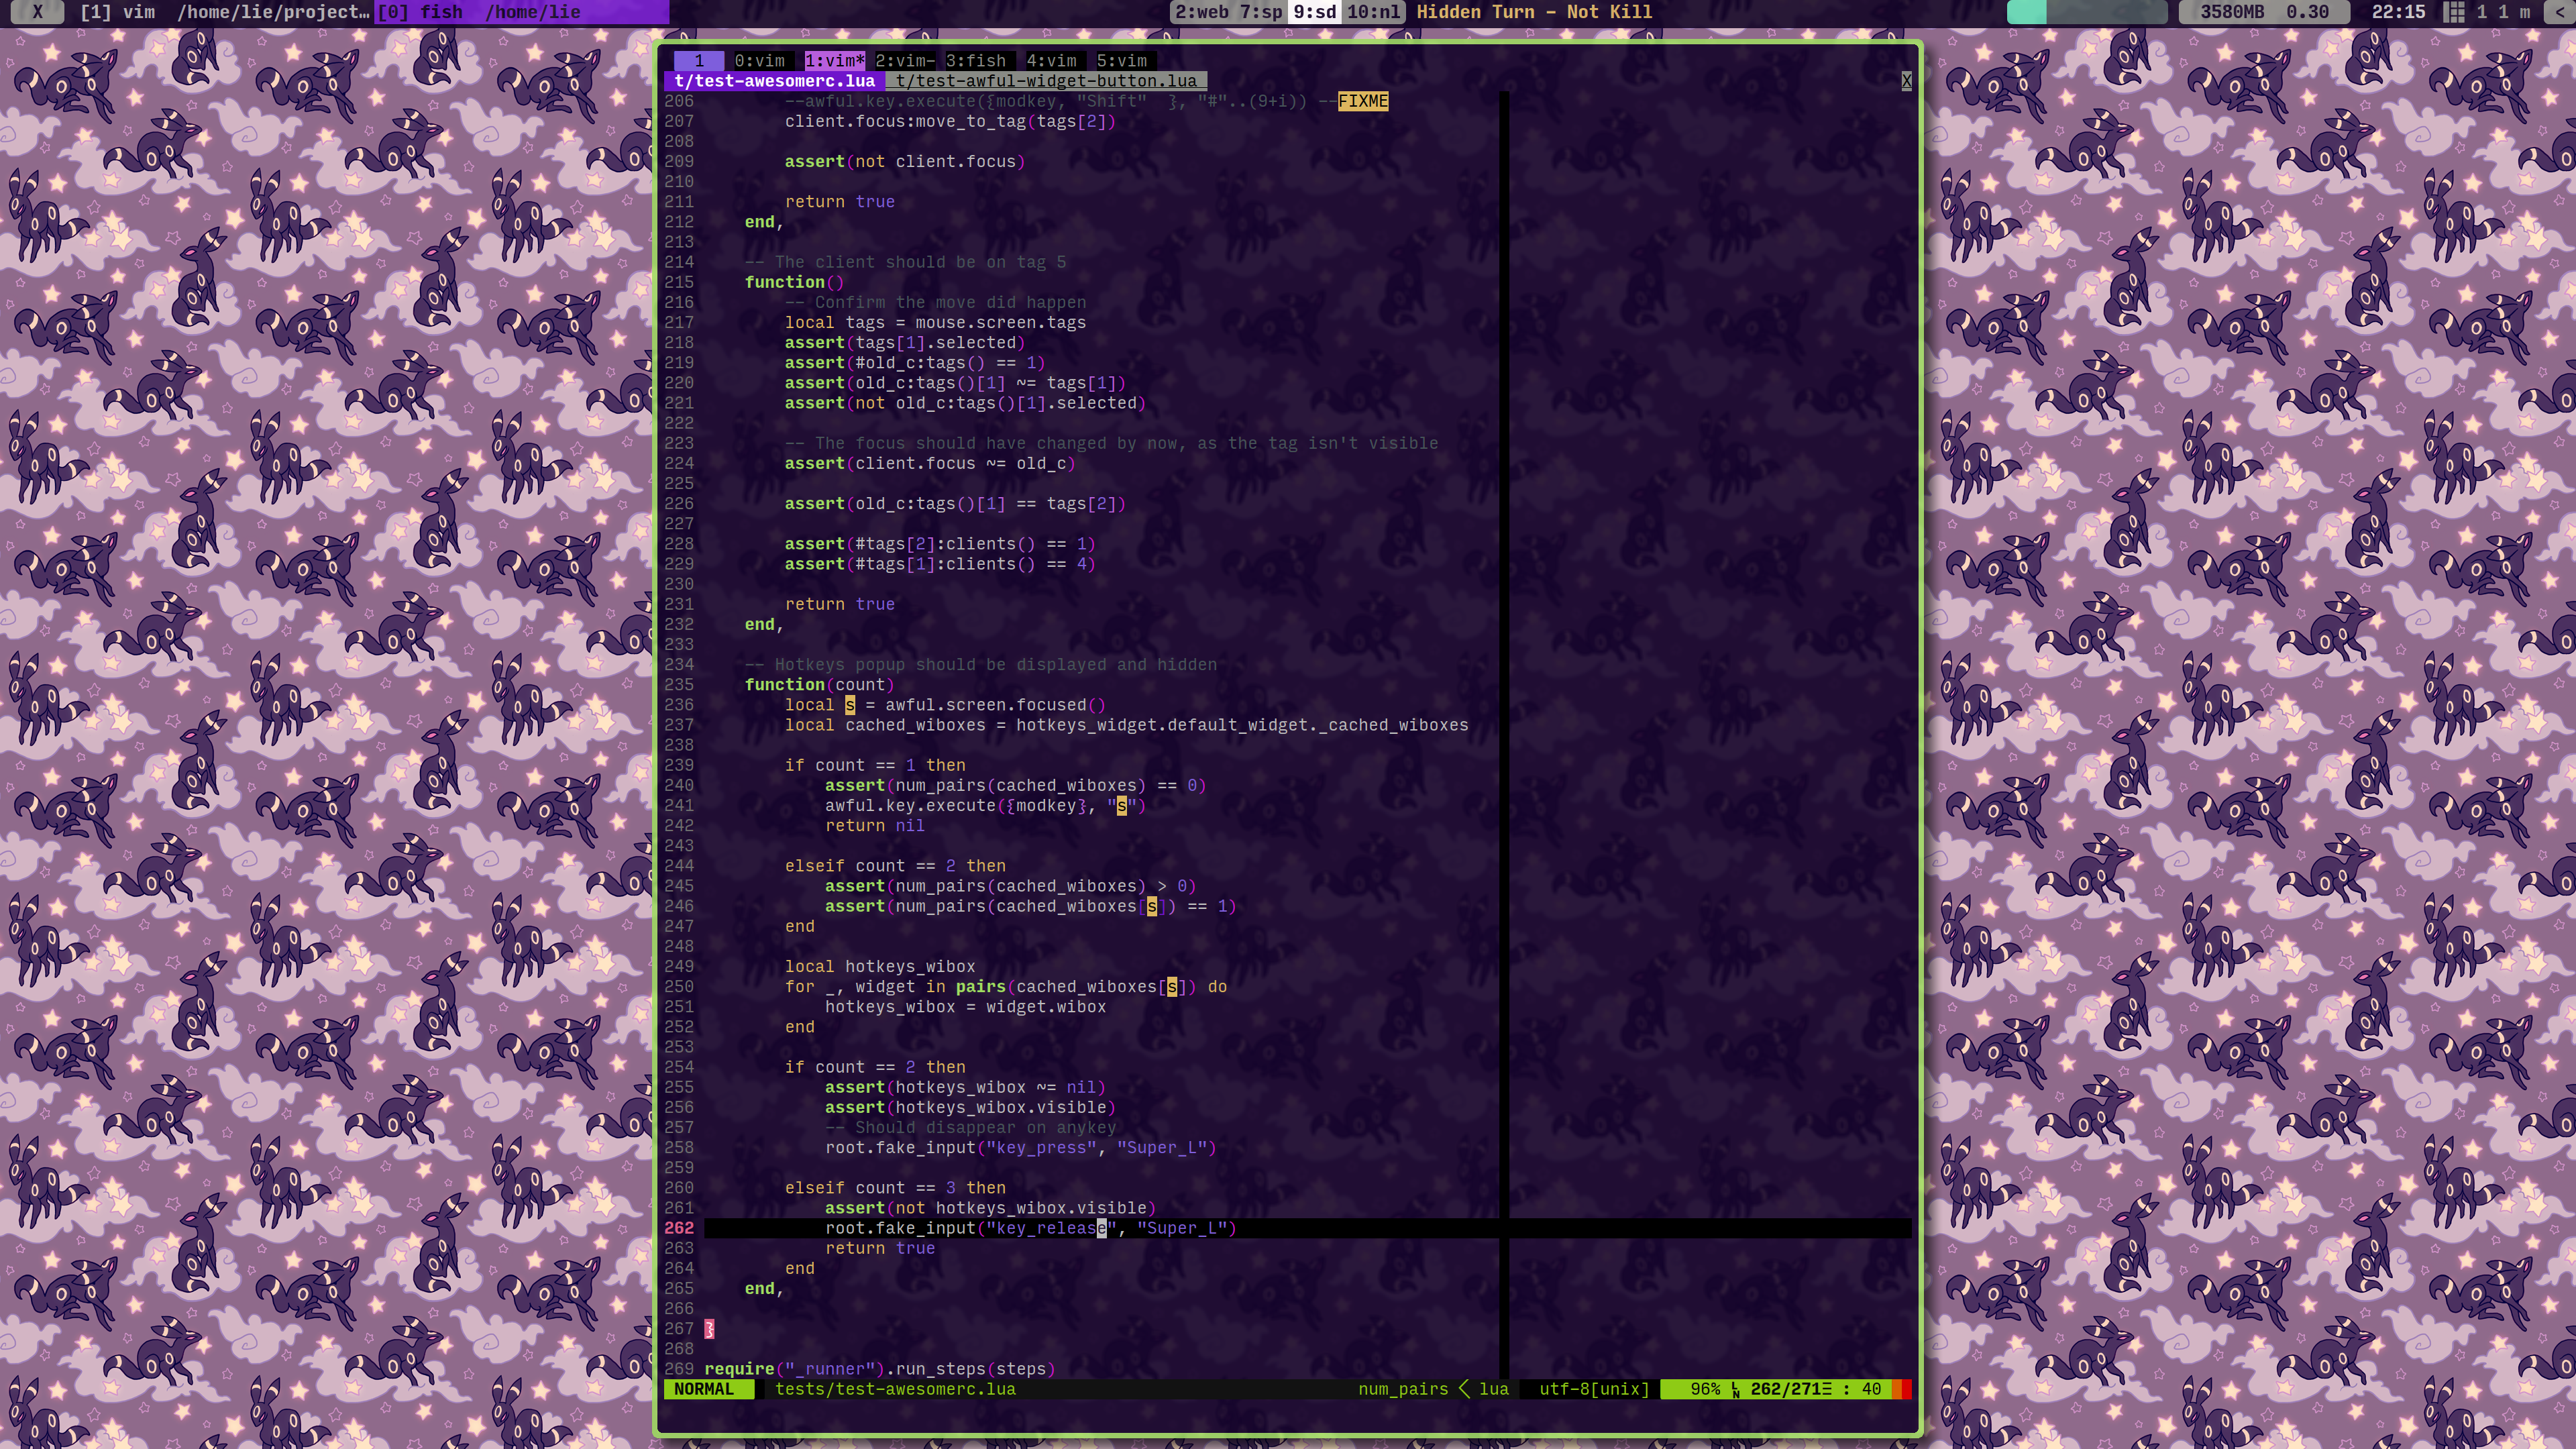 X [1] vim /home/lie/project… [0] fish /home/lie 2:web 7:sp 9:sd 10:nl Hidden Turn – Not Kill 3580MB 0.30 22:15 1 1 m <
1 0:vim 1:vim* 2:vim- 3:fish 4:vim 5:vim
t/test-awesomerc.lua t/test-awful-widget-button.lua X
206         --awful.key.execute({modkey, "Shift"  }, "#"..(9+i)) --FIXME
207         client.focus:move_to_tag(tags[2])
208
209         assert(not client.focus)
210
211         return true
212     end,
213
214     -- The client should be on tag 5
215     function()
216         -- Confirm the move did happen
217         local tags = mouse.screen.tags
218         assert(tags[1].selected)
219         assert(#old_c:tags() == 1)
220         assert(old_c:tags()[1] ~= tags[1])
221         assert(not old_c:tags()[1].selected)
222
223         -- The focus should have changed by now, as the tag isn't visible
224         assert(client.focus ~= old_c)
225
226         assert(old_c:tags()[1] == tags[2])
227
228         assert(#tags[2]:clients() == 1)
229         assert(#tags[1]:clients() == 4)
230
231         return true
232     end,
233
234     -- Hotkeys popup should be displayed and hidden
235     function(count)
236         local s = awful.screen.focused()
237         local cached_wiboxes = hotkeys_widget.default_widget._cached_wiboxes
238
239         if count == 1 then
240             assert(num_pairs(cached_wiboxes) == 0)
241             awful.key.execute({modkey}, "s")
242             return nil
243
244         elseif count == 2 then
245             assert(num_pairs(cached_wiboxes) > 0)
246             assert(num_pairs(cached_wiboxes[s]) == 1)
247         end
248
249         local hotkeys_wibox
250         for _, widget in pairs(cached_wiboxes[s]) do
251             hotkeys_wibox = widget.wibox
252         end
253
254         if count == 2 then
255             assert(hotkeys_wibox ~= nil)
256             assert(hotkeys_wibox.visible)
257             -- Should disappear on anykey
258             root.fake_input("key_press", "Super_L")
259
260         elseif count == 3 then
261             assert(not hotkeys_wibox.visible)
262             root.fake_input("key_release", "Super_L")
263             return true
264         end
265     end,
266
267 }
268
269 require("_runner").run_steps(steps)
NORMAL tests/test-awesomerc.lua num_pairs lua utf-8[unix] 96% LN 262/271☰ : 40